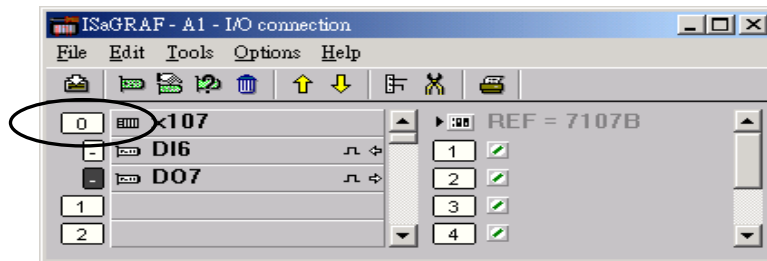 ISaGRAF - A1 - I/O connection
File Edit Tools Options Help
0 x107 REF = 7107B
- DI6 1
- DO7 2
1 3
2 4